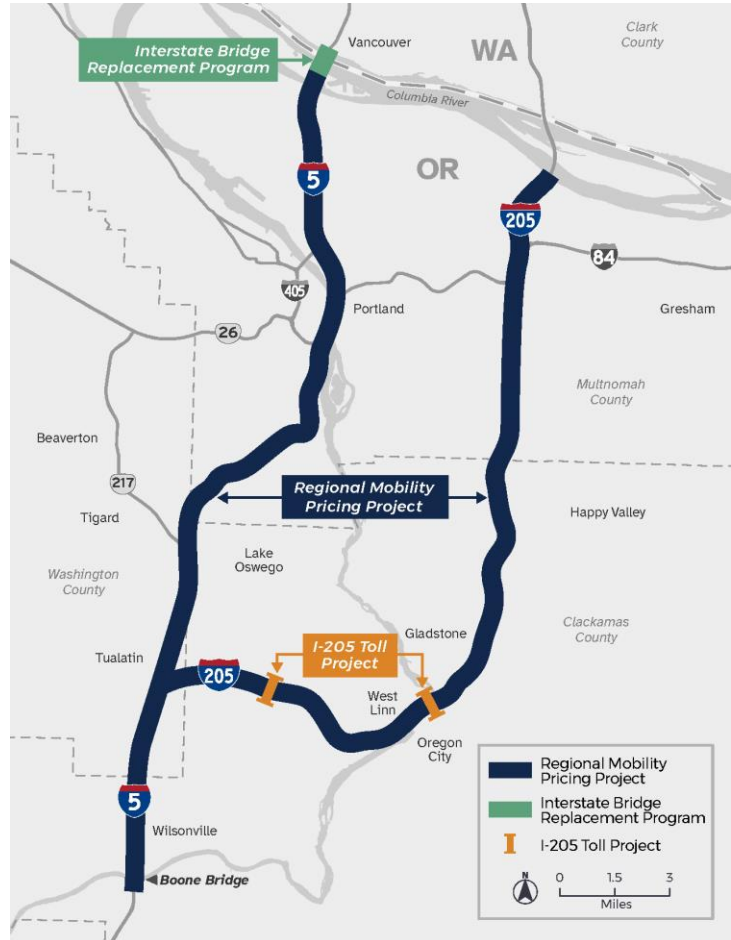 Interstate Bridge
Replacement Program
Vancouver
WA
Clark
County
Columbia River
5
OR
205
84
405
Portland
Gresham
26
Multnomah
County
Beaverton
217
Regional Mobility
Pricing Project
Tigard
Happy Valley
Lake
Oswego
Washington
County
Clackamas
County
Gladstone
I-205 Toll
Project
Tualatin
205
West
Linn
Oregon
City
5
Wilsonville
Boone Bridge
Regional Mobility
Pricing Project
Interstate Bridge
Replacement Program
I-205 Toll Project
N
0 1.5 3
Miles